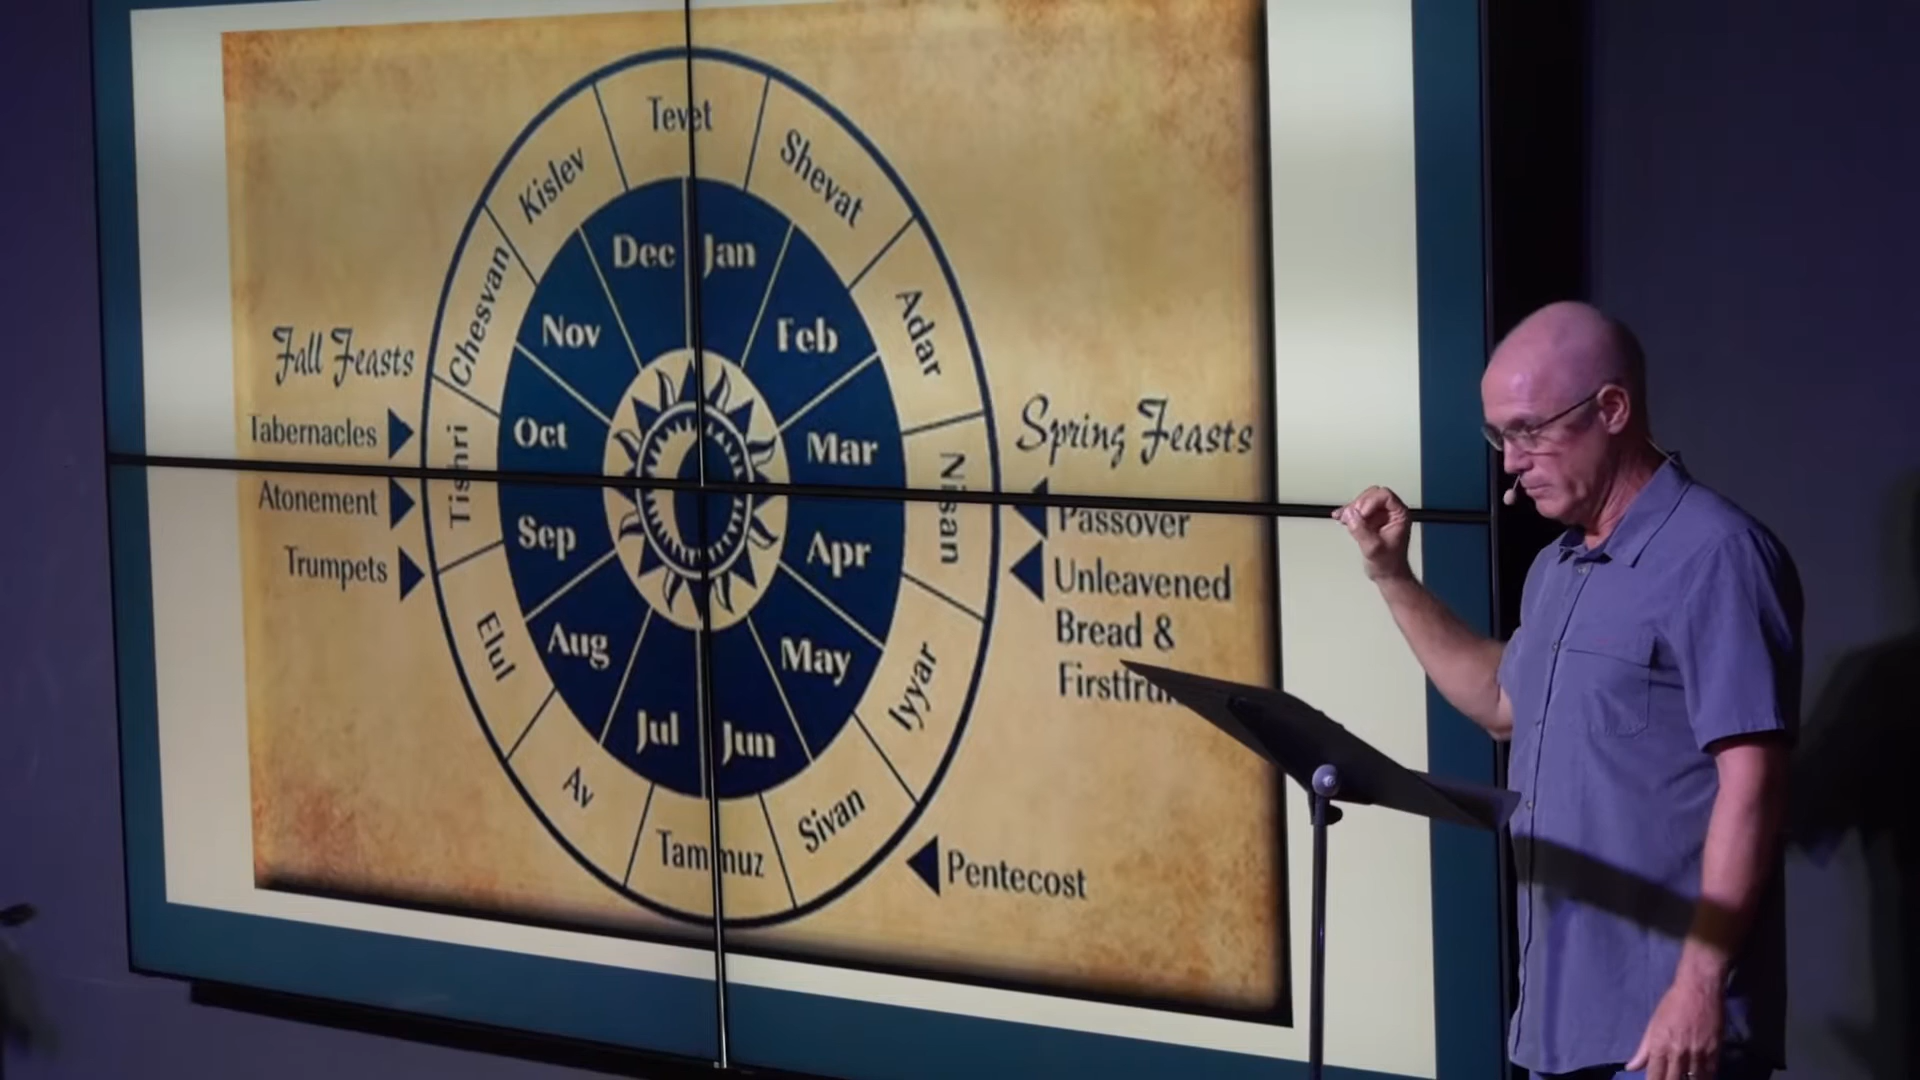 Tevet
Shevat
Adar
Nissan
Iyyar
Sivan
Tammuz
Av
Elul
Tishri
Chesvan
Kislev
Dec
Jan
Feb
Mar
Apr
May
Jun
Jul
Aug
Sep
Oct
Nov
Fall Feasts
Tabernacles
Atonement
Trumpets
Spring Feasts
Passover
Unleavened
Bread &
Pentecost